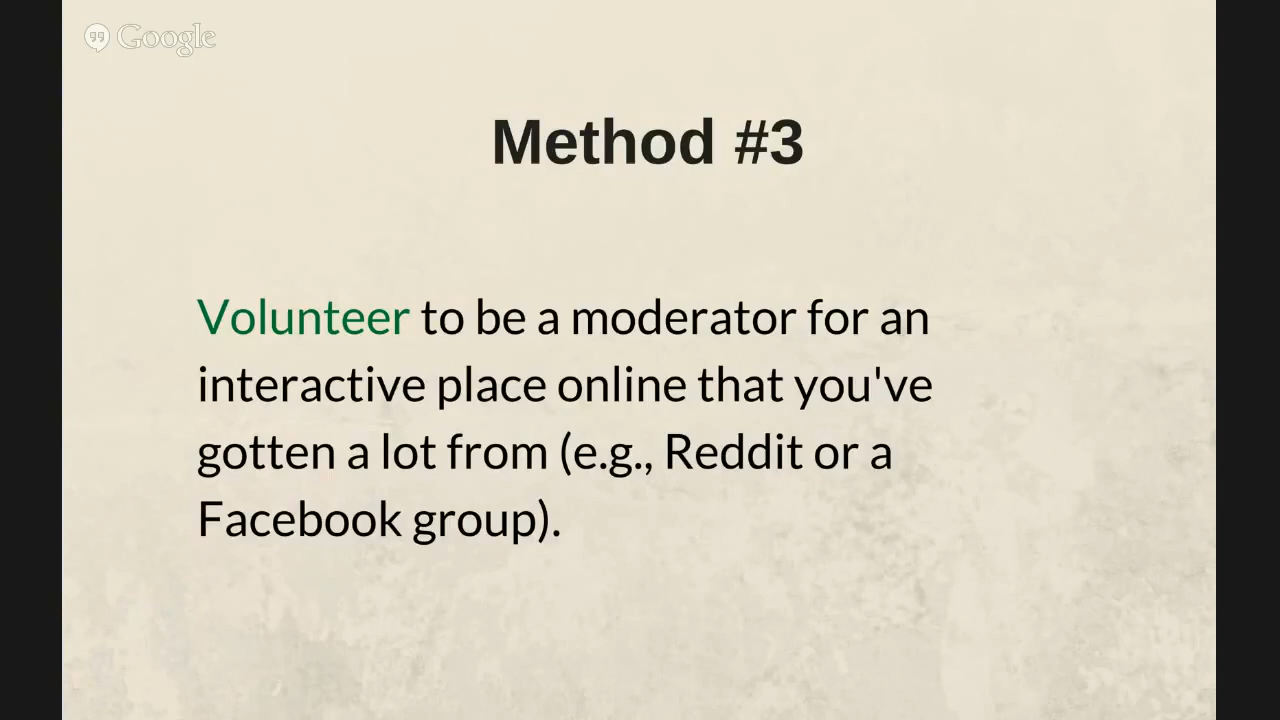 Google
Method #3
Volunteer to be a moderator for an
interactive place online that you've
gotten a lot from (e.g., Reddit or a
Facebook group).